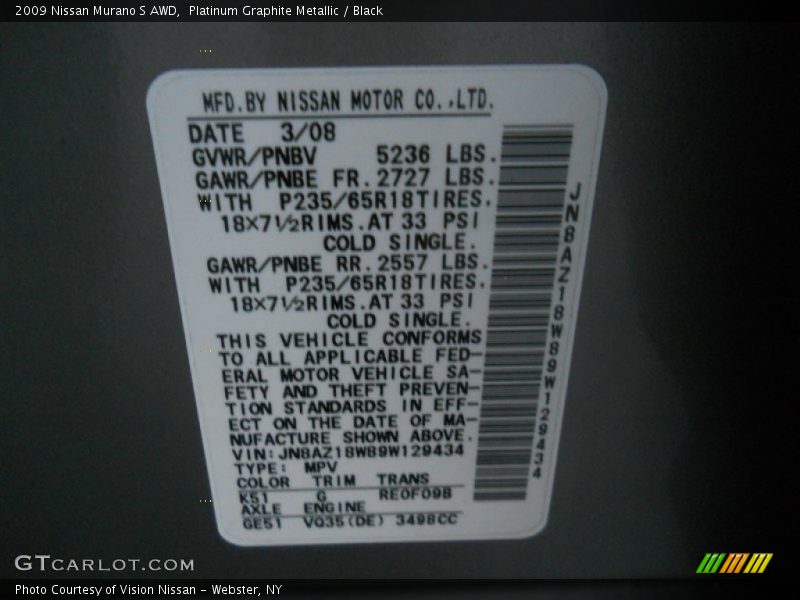 2009 Nissan Murano S AWD,  Platinum Graphite Metallic / Black
MFD.BY NISSAN MOTOR CO.,LTD.
DATE 3/08
GVWR/PNBV 5236 LBS.
GAWR/PNBE FR.2727 LBS.
WITH P235/65R18TIRES.
18×7½RIMS.AT 33 PSI
COLD SINGLE.
GAWR/PNBE RR.2557 LBS.
WITH P235/65R18TIRES.
18×7½RIMS.AT 33 PSI
COLD SINGLE.
THIS VEHICLE CONFORMS
TO ALL APPLICABLE FED-
ERAL MOTOR VEHICLE SA-
FETY AND THEFT PREVEN-
TION STANDARDS IN EFF-
ECT ON THE DATE OF MA-
NUFACTURE SHOWN ABOVE.
VIN:JN8AZ18W89W129434
TYPE: MPV
COLOR TRIM TRANS
K51 G RE0F09B
AXLE ENGINE
GE51 VQ35(DE) 3498CC
JN8AZ18W89W129434
GTCARLOT.COM
Photo Courtesy of Vision Nissan - Webster, NY